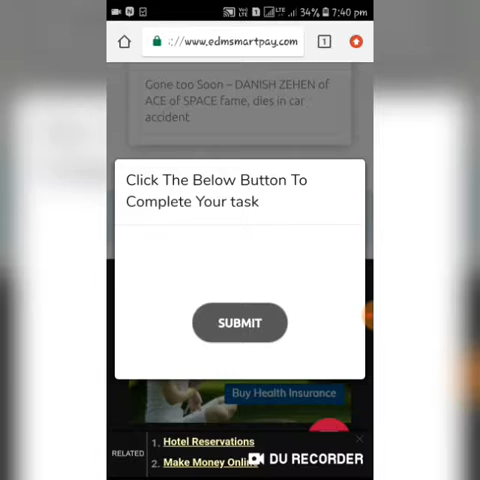 34% 7:40 pm
://www.edmsmartpay.com
1
Gone too Soon – DANISH ZEHEN of
ACE of SPACE fame, dies in car
accident
Click The Below Button To
Complete Your task
SUBMIT
Buy Health Insurance
RELATED
1. Hotel Reservations
2. Make Money Online
DU RECORDER